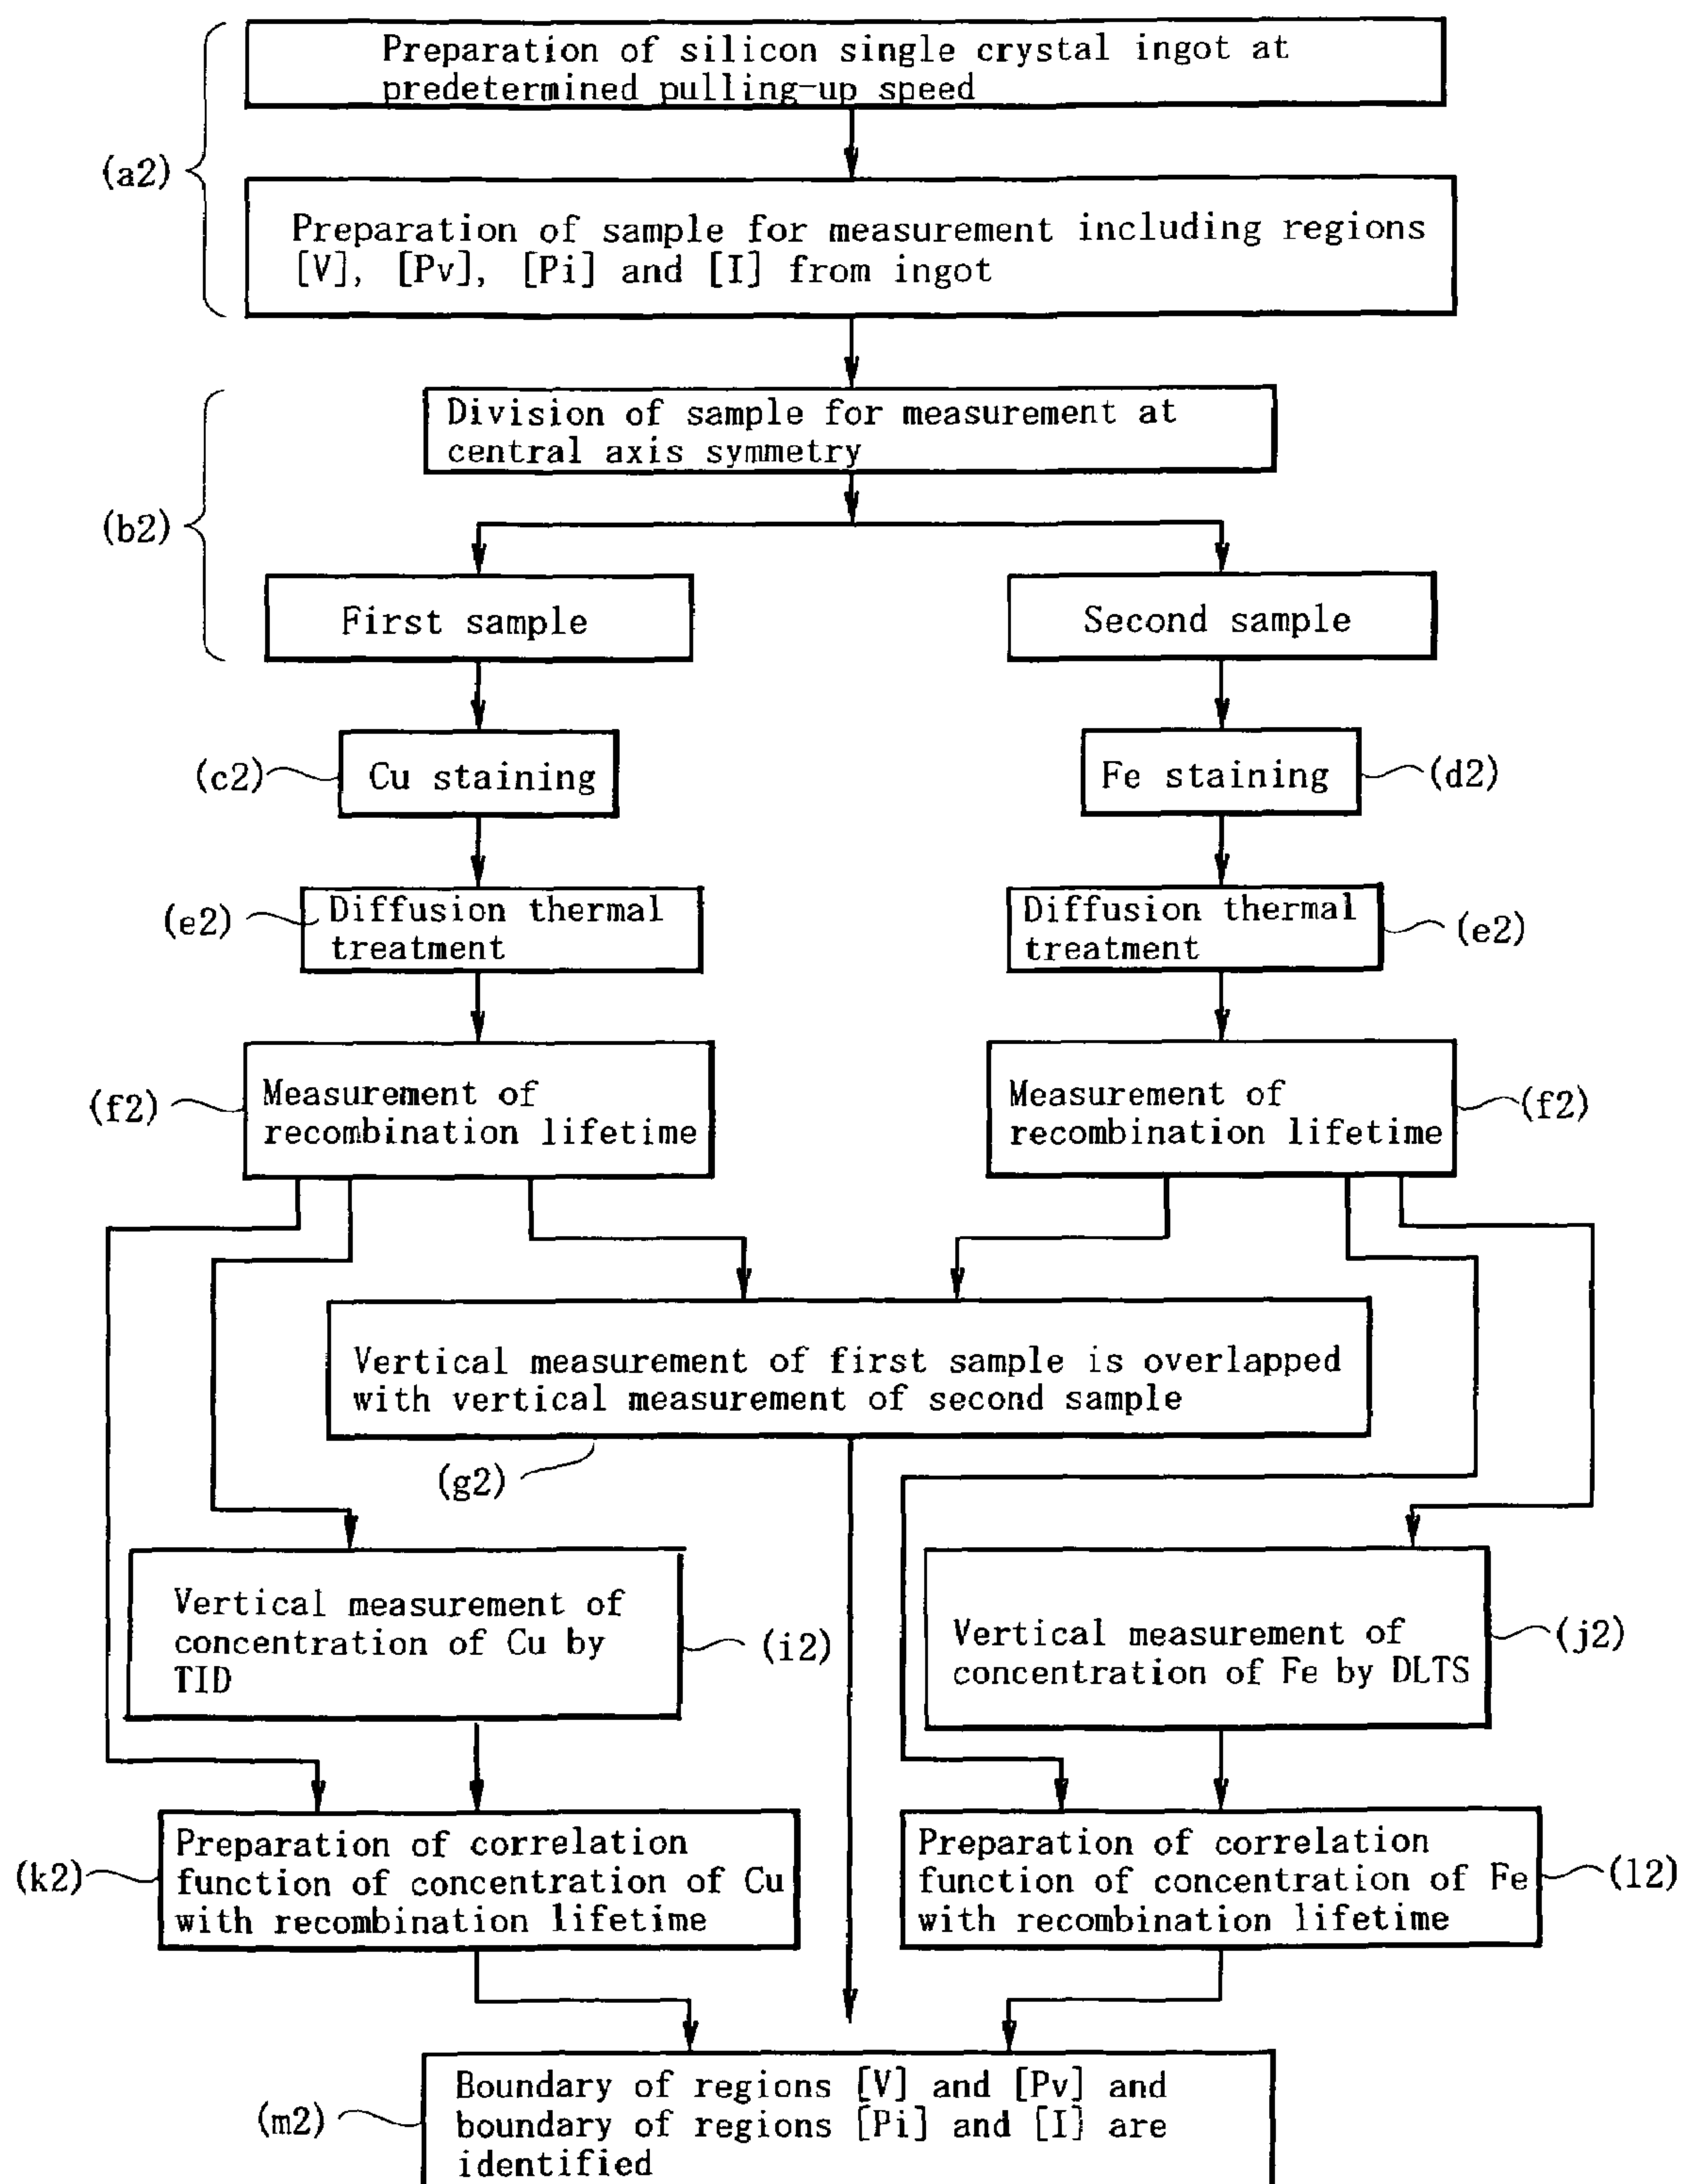 Preparation of silicon single crystal ingot at
predetermined pulling-up speed
(a2)
Preparation of sample for measurement including regions
[V], [Pv], [Pi] and [I] from ingot
Division of sample for measurement at
central axis symmetry
(b2)
First sample
Second sample
(c2)
Cu staining
Fe staining
(d2)
(e2)
Diffusion thermal
treatment
Diffusion thermal
treatment
(e2)
(f2)
Measurement of
recombination lifetime
Measurement of
recombination lifetime
(f2)
Vertical measurement of first sample is overlapped
with vertical measurement of second sample
(g2)
Vertical measurement of
concentration of Cu by
TID
(i2)
Vertical measurement of
concentration of Fe by DLTS
(j2)
(k2)
Preparation of correlation
function of concentration of Cu
with recombination lifetime
Preparation of correlation
function of concentration of Fe
with recombination lifetime
(l2)
(m2)
Boundary of regions [V] and [Pv] and
boundary of regions [Pi] and [I] are
identified